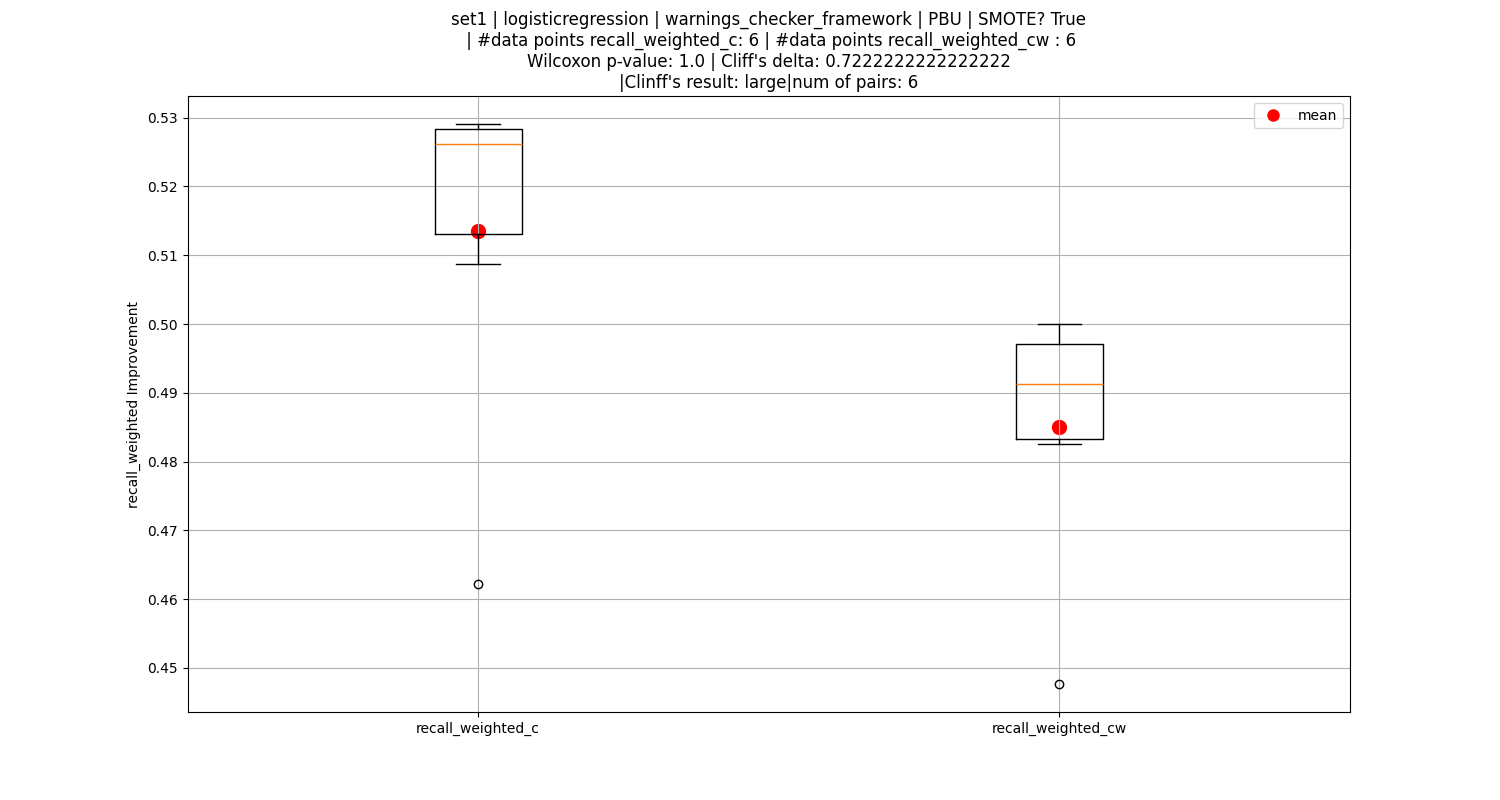 set1 | logisticregression | warnings_checker_framework | PBU | SMOTE? True
| #data points recall_weighted_c: 6 | #data points recall_weighted_cw : 6
Wilcoxon p-value: 1.0 | Cliff's delta: 0.7222222222222222
|Clinff's result: large|num of pairs: 6
mean
recall_weighted Improvement
0.53
0.52
0.51
0.50
0.49
0.48
0.47
0.46
0.45
recall_weighted_c
recall_weighted_cw